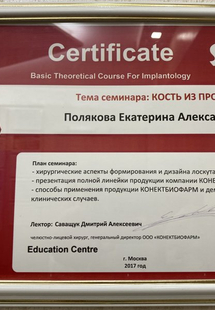 Certificate
Basic Theoretical Course For Implantology
Тема семинара: КОСТЬ ИЗ ПРО
Полякова Екатерина Алекса
План семинара:
- хирургические аспекты формирования и дизайна лоскута
- презентация полной линейки продукции компании КОНЕ
- способы применения продукции КОНЕКТБИОФАРМ и де
клинических случаев.
Лектор: Саващук Дмитрий Алексеевич
челюстно-лицевой хирург, генеральный директор ООО «КОНЕКТБИОФАРМ»
Education Centre
г. Москва
2017 год